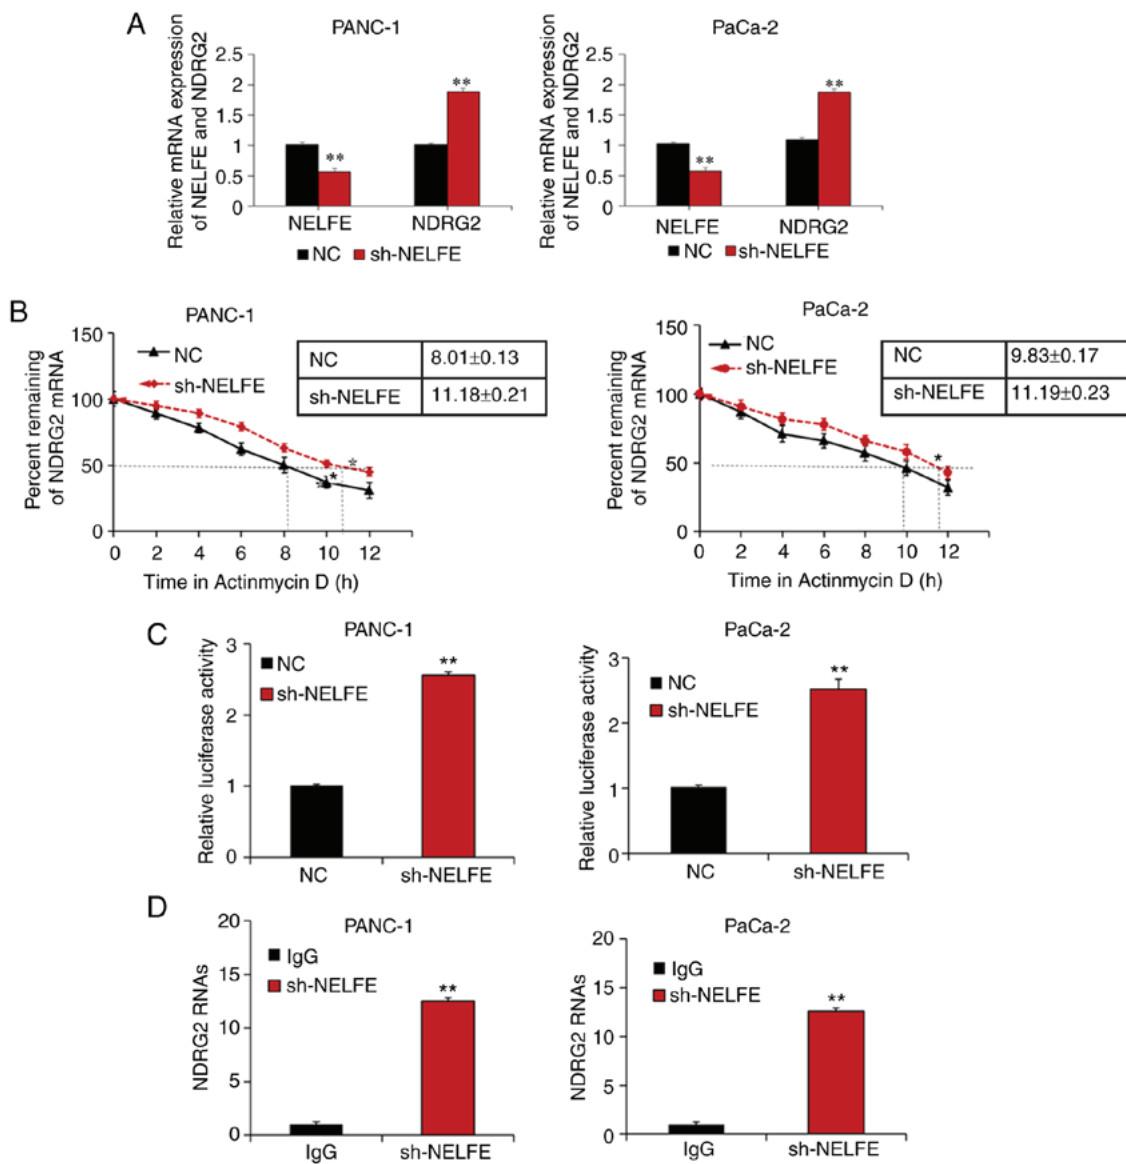 A
PANC-1
Relative mRNA expression
of NELFE and NDRG2
2.5
2
1.5
1
0.5
0
**
**
NELFE
NDRG2
NC
sh-NELFE
PaCa-2
Relative mRNA expression
of NELFE and NDRG2
2.5
2
1.5
1
0.5
0
**
**
NELFE
NDRG2
NC
sh-NELFE
B
PANC-1
Percent remaining
of NDRG2 mRNA
150
100
50
0
NC
sh-NELFE
NC 8.01±0.13
sh-NELFE 11.18±0.21
*
*
0 2 4 6 8 10 12
Time in Actinmycin D (h)
PaCa-2
Percent remaining
of NDRG2 mRNA
150
100
50
0
NC
sh-NELFE
NC 9.83±0.17
sh-NELFE 11.19±0.23
*
0 2 4 6 8 10 12
Time in Actinmycin D (h)
C
PANC-1
Relative luciferase activity
3
2
1
0
NC
sh-NELFE
**
NC
sh-NELFE
PaCa-2
Relative luciferase activity
3
2
1
0
NC
sh-NELFE
**
NC
sh-NELFE
D
PANC-1
NDRG2 RNAs
20
15
10
5
0
IgG
sh-NELFE
**
IgG
sh-NELFE
PaCa-2
NDRG2 RNAs
20
15
10
5
0
IgG
sh-NELFE
**
IgG
sh-NELFE